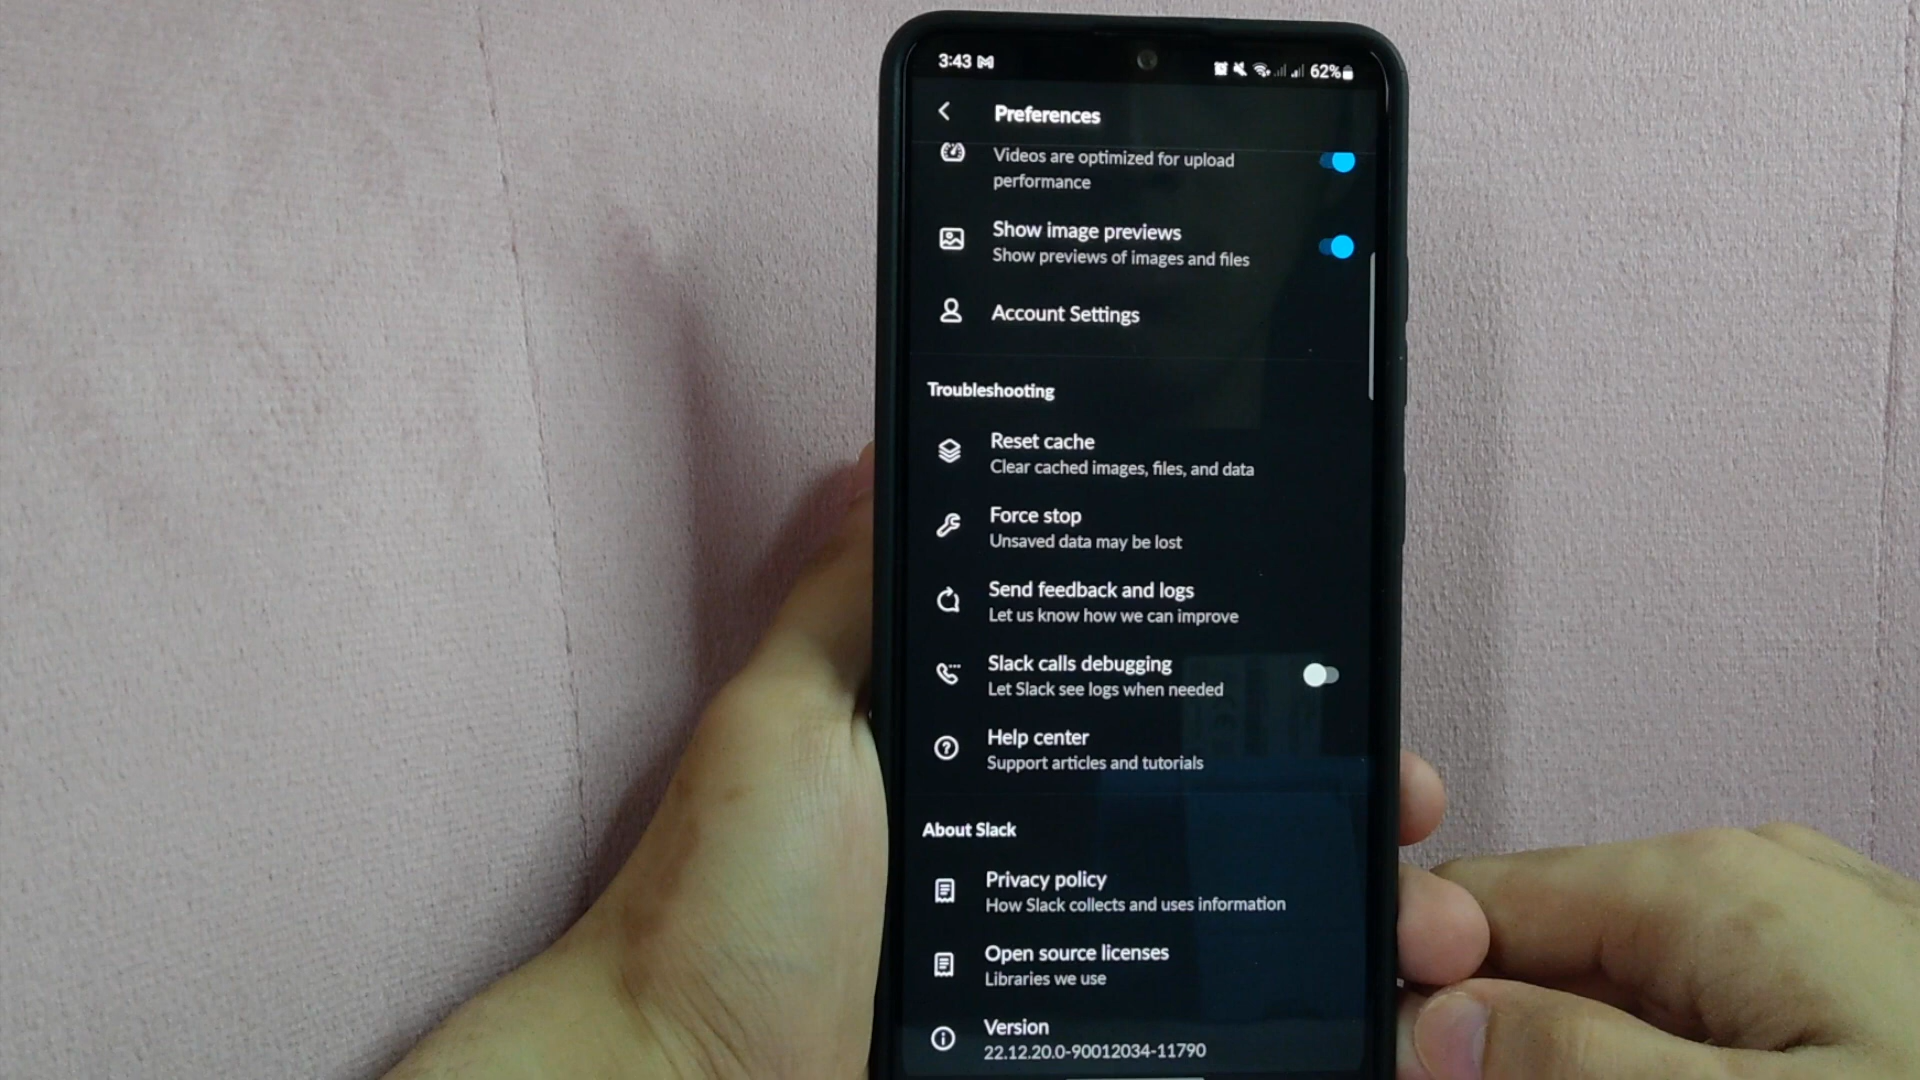 3:43 62%
Preferences
Videos are optimized for upload
performance
Show image previews
Show previews of images and files
Account Settings
Troubleshooting
Reset cache
Clear cached images, files, and data
Force stop
Unsaved data may be lost
Send feedback and logs
Let us know how we can improve
Slack calls debugging
Let Slack see logs when needed
Help center
Support articles and tutorials
About Slack
Privacy policy
How Slack collects and uses information
Open source licenses
Libraries we use
Version
22.12.20.0-90012034-11790